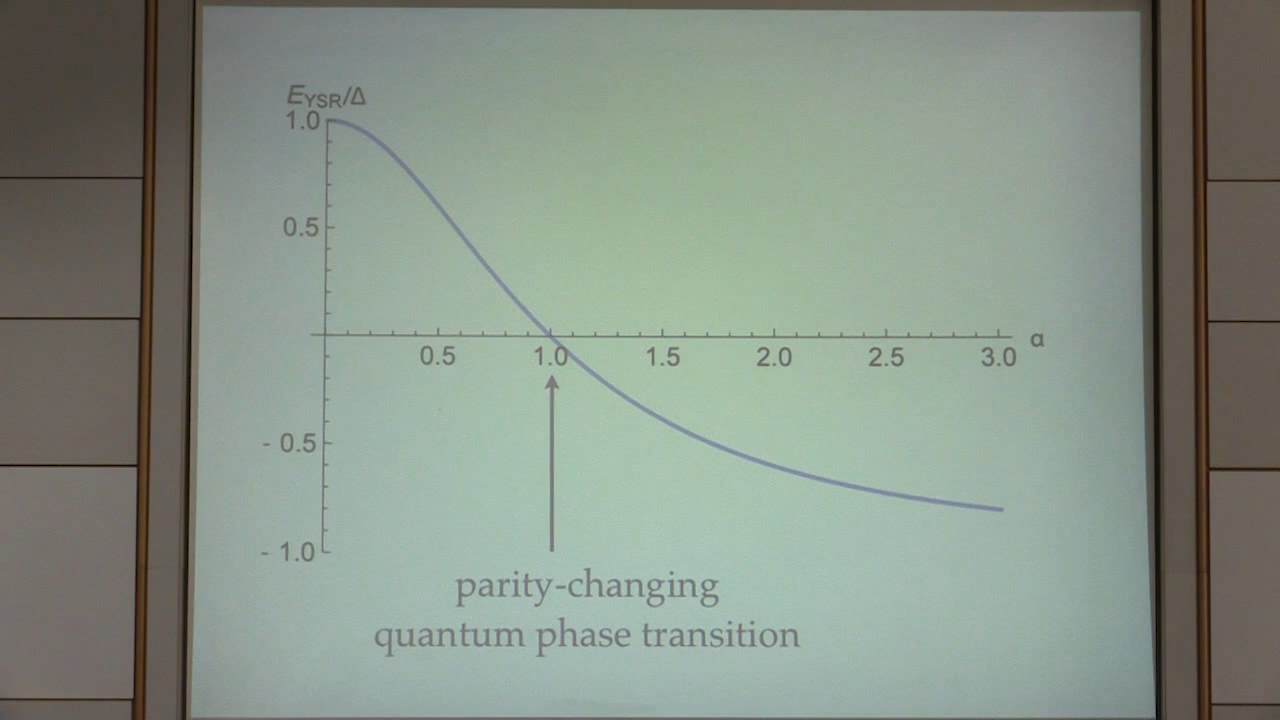 EYSR/Δ
1.0
0.5
0.5 1.0 1.5 2.0 2.5 3.0 α
- 0.5
- 1.0
parity-changing
quantum phase transition